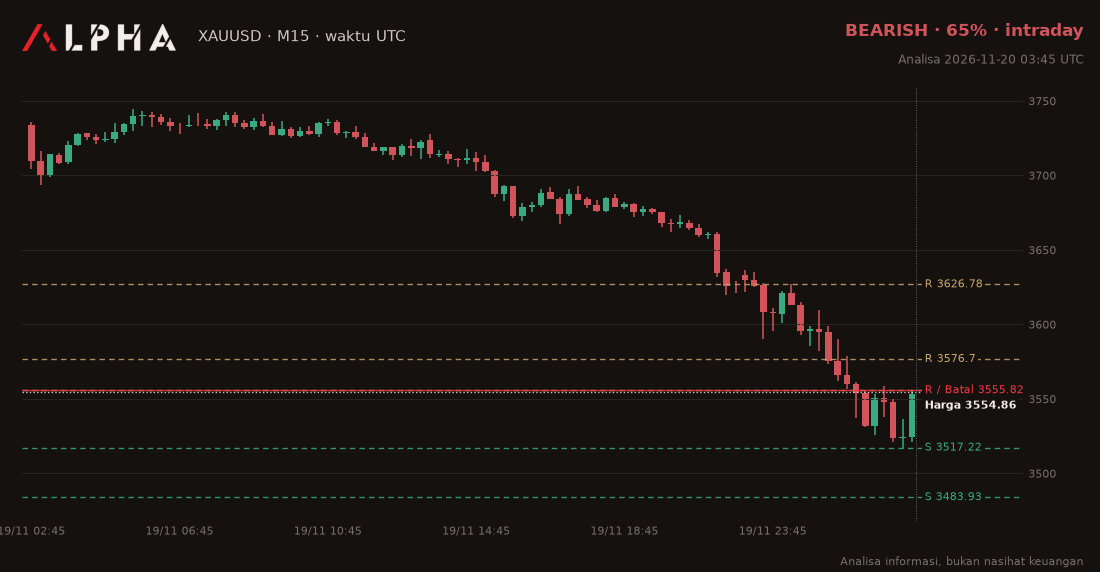 ALPHA
XAUUSD · M15 · waktu UTC
BEARISH · 65% · intraday
Analisa 2026-11-20 03:45 UTC
3750
3700
3650
R 3626.78
3600
R 3576.7
R / Batal 3555.82
3550
Harga 3554.86
S 3517.22
3500
S 3483.93
19/11 02:45
19/11 06:45
19/11 10:45
19/11 14:45
19/11 18:45
19/11 23:45
Analisa informasi, bukan nasihat keuangan